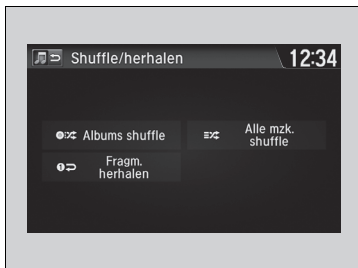 Shuffle/herhalen
12:34
Albums shuffle
Alle mzk.
shuffle
Fragm.
herhalen